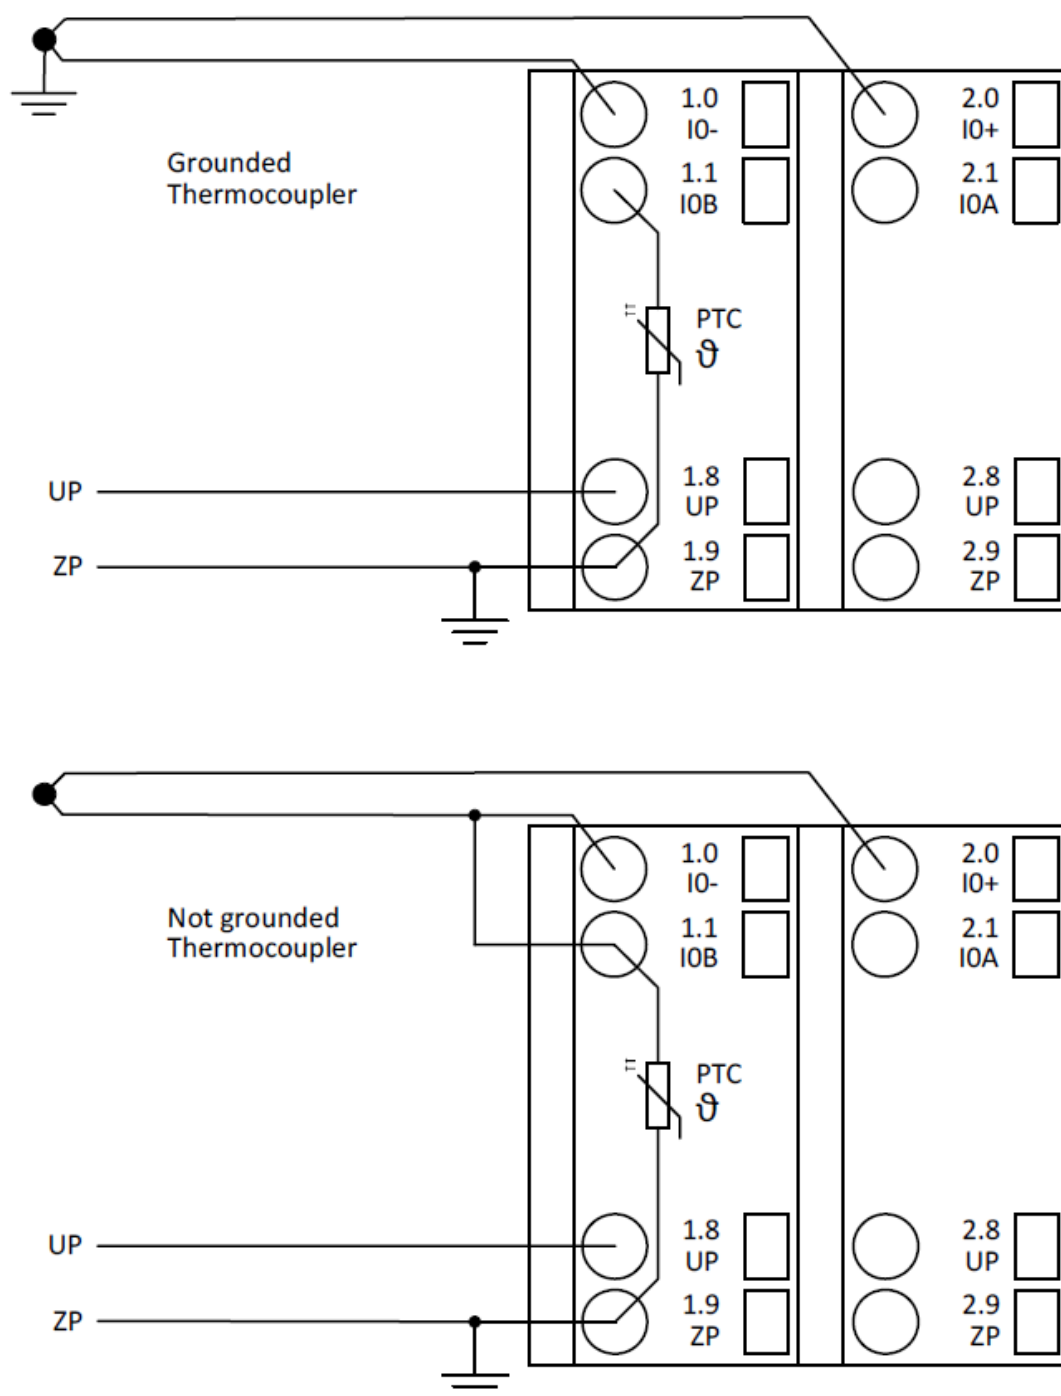 1.0
I0-
2.0
I0+
Grounded
Thermocoupler
1.1
I0B
2.1
I0A
PTC
ϑ
UP
1.8
UP
2.8
UP
ZP
1.9
ZP
2.9
ZP
1.0
I0-
2.0
I0+
Not grounded
Thermocoupler
1.1
I0B
2.1
I0A
PTC
ϑ
UP
1.8
UP
2.8
UP
ZP
1.9
ZP
2.9
ZP